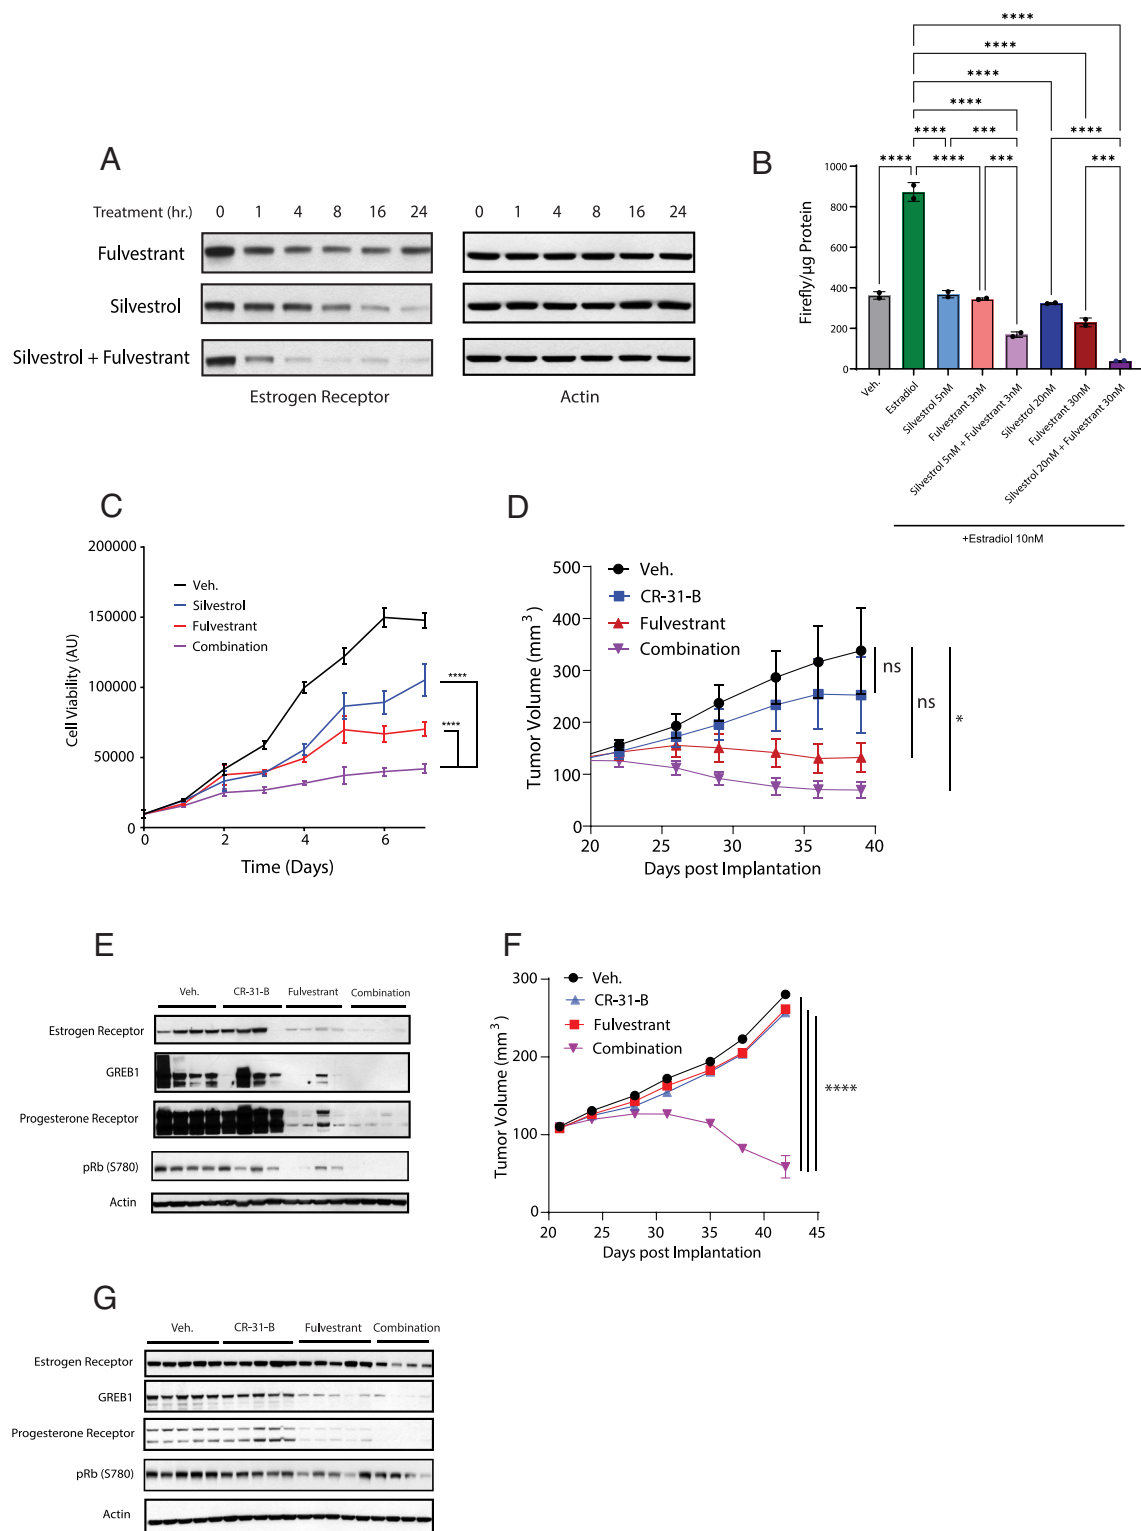 A
Treatment (hr.) 0 1 4 8 16 24 0 1 4 8 16 24
Fulvestrant
Silvestrol
Silvestrol + Fulvestrant
Estrogen Receptor Actin
B
**** 
****
****
****
**** *** ****
**** **** *** ***
Firefly/µg Protein
1000
800
600
400
200
0
Veh.
Estradiol
Silvestrol 5nM
Fulvestrant 3nM
Silvestrol 5nM + Fulvestrant 3nM
Silvestrol 20nM
Fulvestrant 30nM
Silvestrol 20nM + Fulvestrant 30nM
+Estradiol 10nM
C
Cell Viability (AU)
200000
150000
100000
50000
0
Veh.
Silvestrol
Fulvestrant
Combination
****
****
0 2 4 6
Time (Days)
D
Tumor Volume (mm³)
500
400
300
200
100
0
Veh.
CR-31-B
Fulvestrant
Combination
ns
ns
*
20 25 30 35 40
Days post Implantation
E
Veh. CR-31-B Fulvestrant Combination
Estrogen Receptor
GREB1
Progesterone Receptor
pRb (S780)
Actin
F
Tumor Volume (mm³)
300
200
100
0
Veh.
CR-31-B
Fulvestrant
Combination
****
20 25 30 35 40 45
Days post Implantation
G
Veh. CR-31-B Fulvestrant Combination
Estrogen Receptor
GREB1
Progesterone Receptor
pRb (S780)
Actin